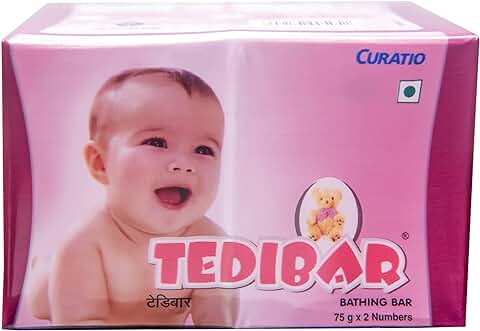 CURATIO
TEDIBAR®
टेडिबार
BATHING BAR
75 g x 2 Numbers